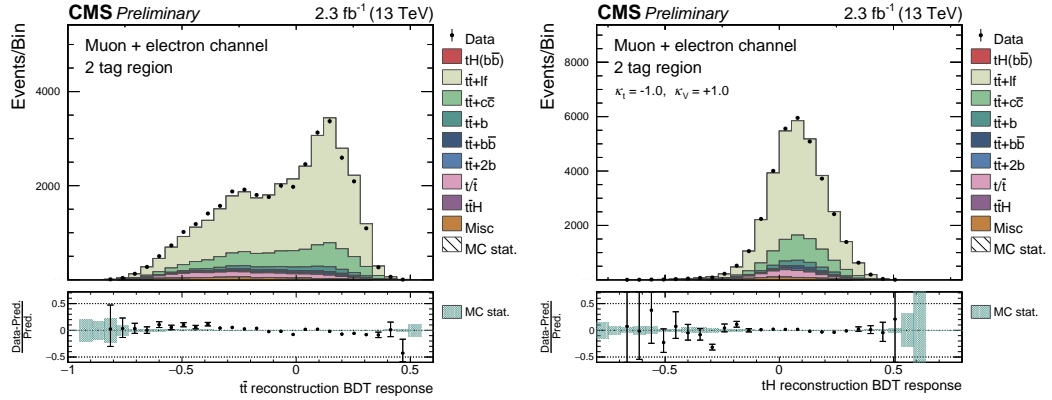 CMS Preliminary 2.3 fb⁻¹ (13 TeV)
Events/Bin
Muon + electron channel
2 tag region
4000
2000
Data
tH(bb̄)
tt̄+lf
tt̄+cc̄
tt̄+b
tt̄+bb̄
tt̄+2b
t/t̄
tt̄H
Misc
MC stat.
Data-Pred.
Pred.
0.5
0
−0.5
MC stat.
−1 −0.5 0 0.5
tt̄ reconstruction BDT response
CMS Preliminary 2.3 fb⁻¹ (13 TeV)
Events/Bin
Muon + electron channel
2 tag region
κt = -1.0, κV = +1.0
8000
6000
4000
2000
0
Data
tH(bb̄)
tt̄+lf
tt̄+cc̄
tt̄+b
tt̄+bb̄
tt̄+2b
t/t̄
tt̄H
Misc
MC stat.
Data-Pred.
Pred.
0.5
0
−0.5
MC stat.
−0.5 0 0.5
tH reconstruction BDT response